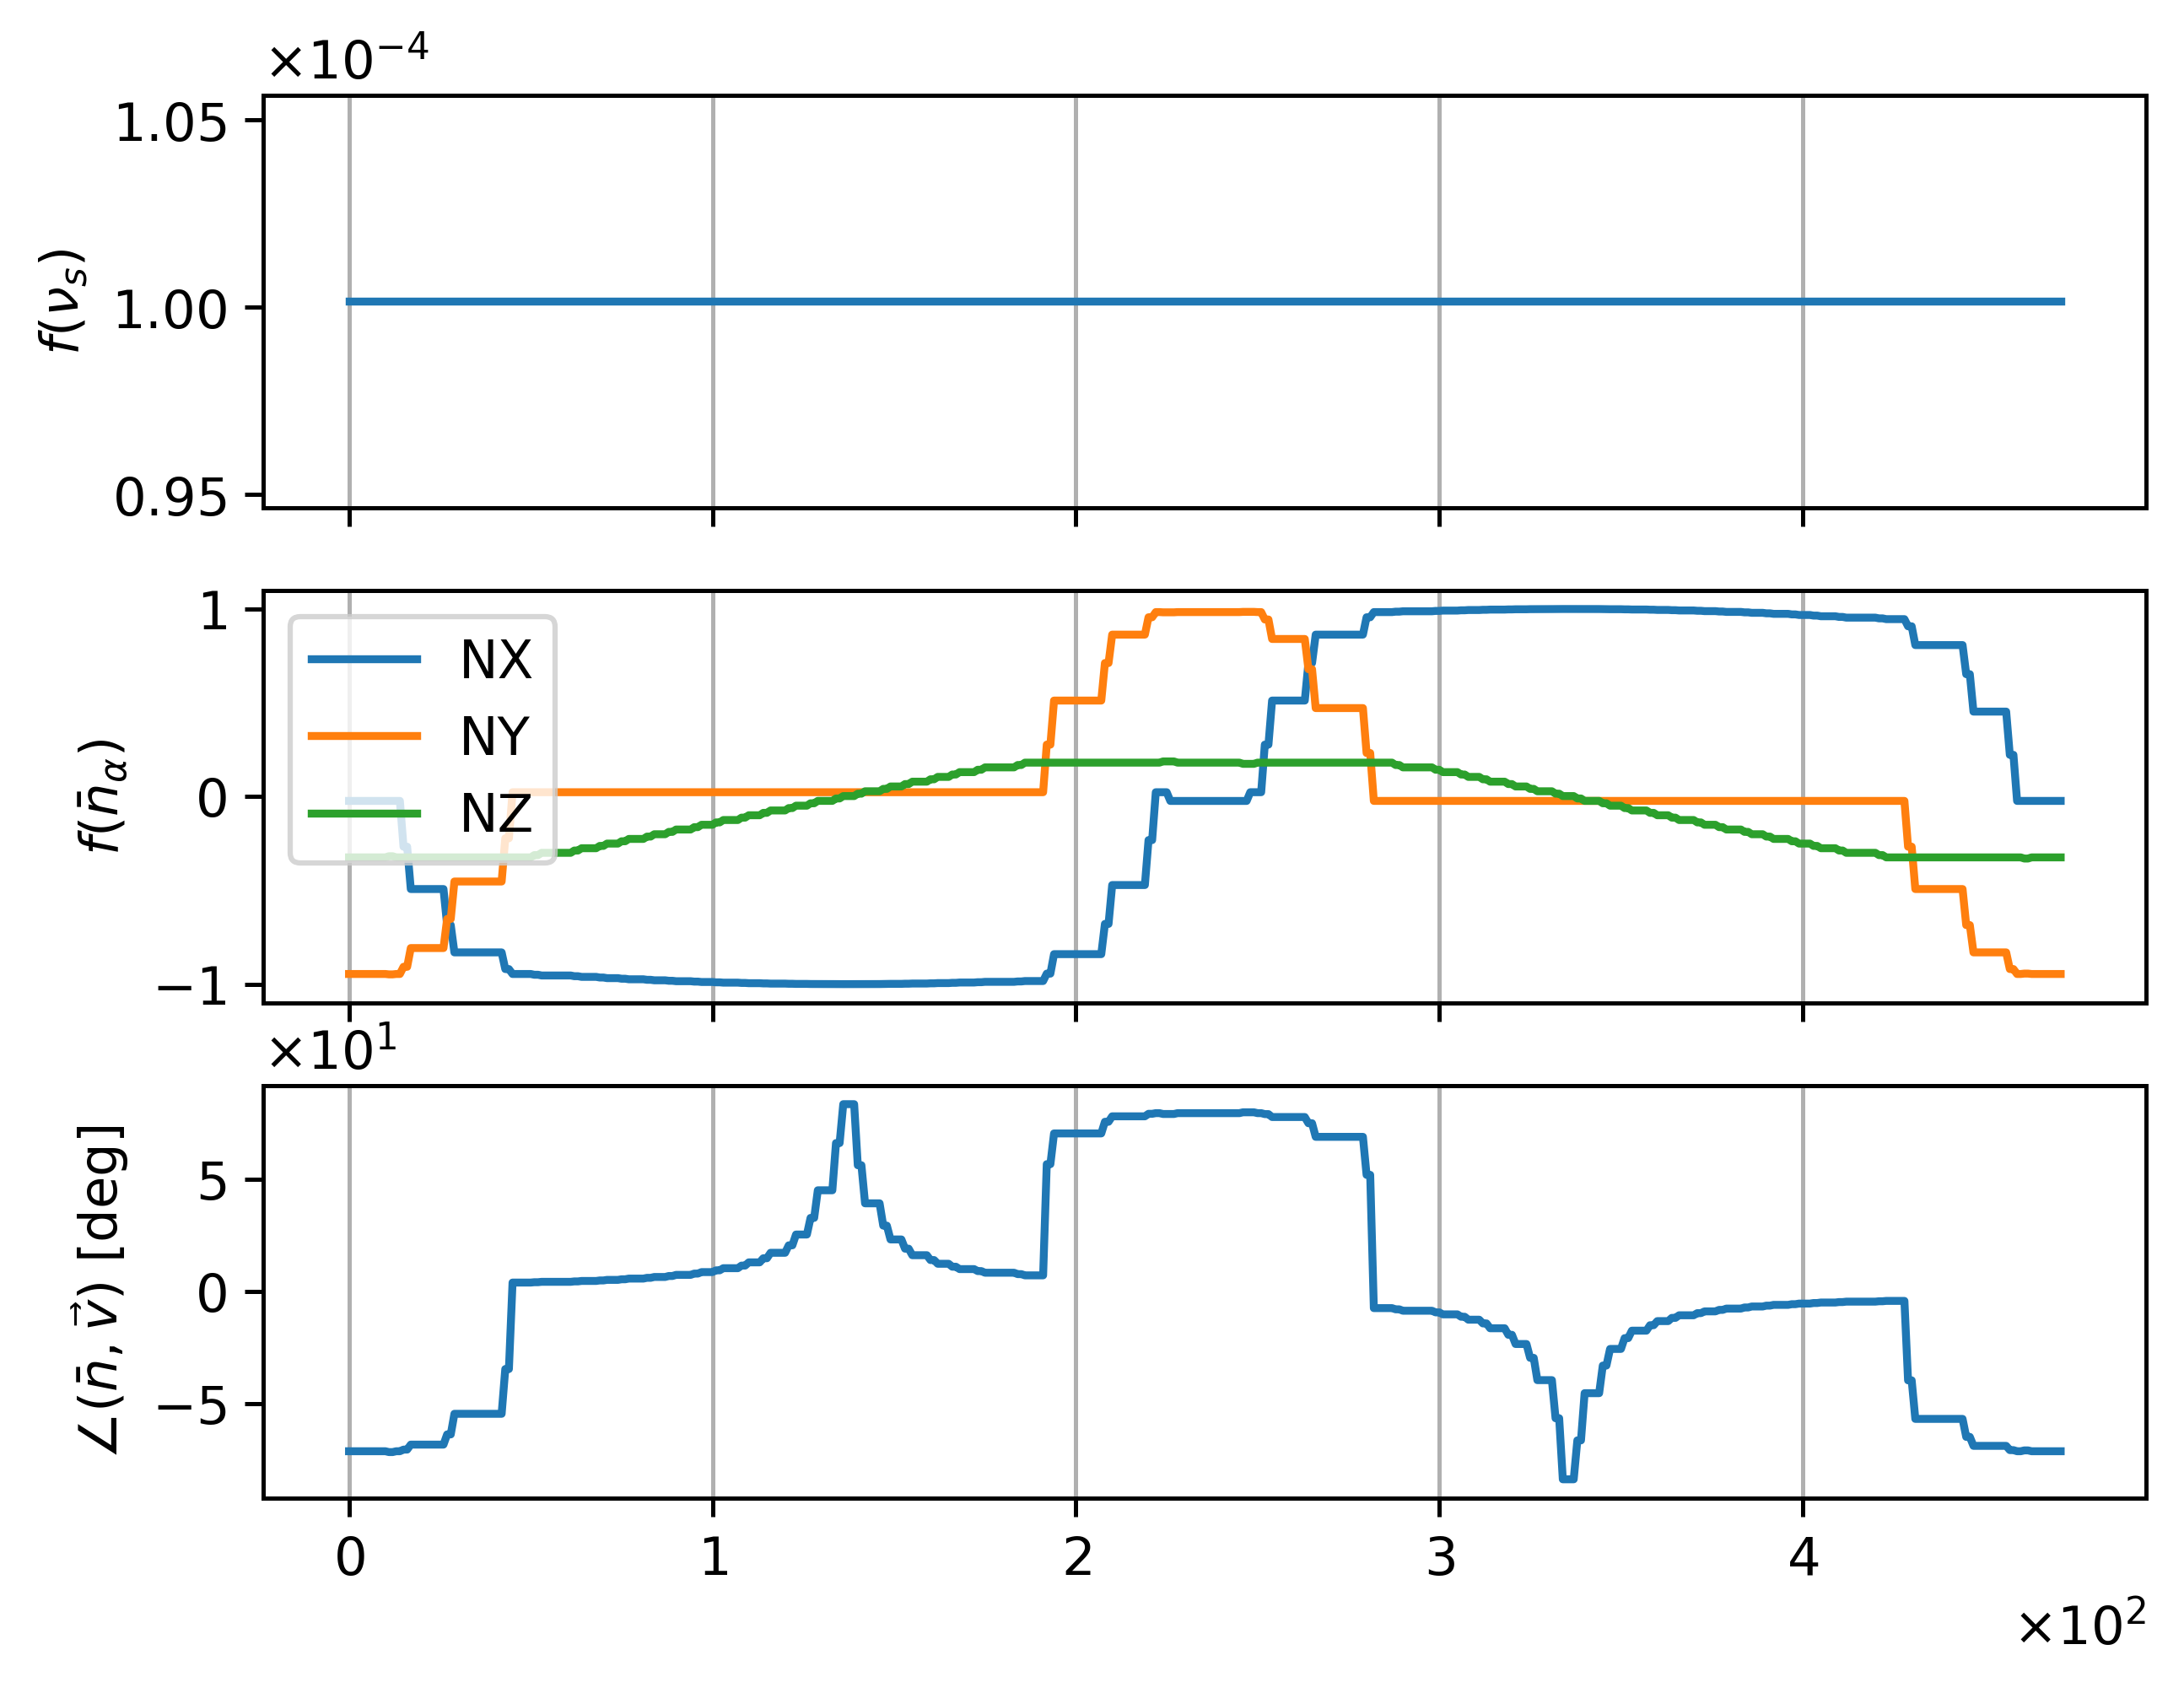 ×10⁻⁴
1.05
1.00
0.95
f(ν_s)
1
0
−1
f(n̄_α)
NX
NY
NZ
×10¹
5
0
−5
∠(n̄, v⃗) [deg]
0 1 2 3 4
×10²